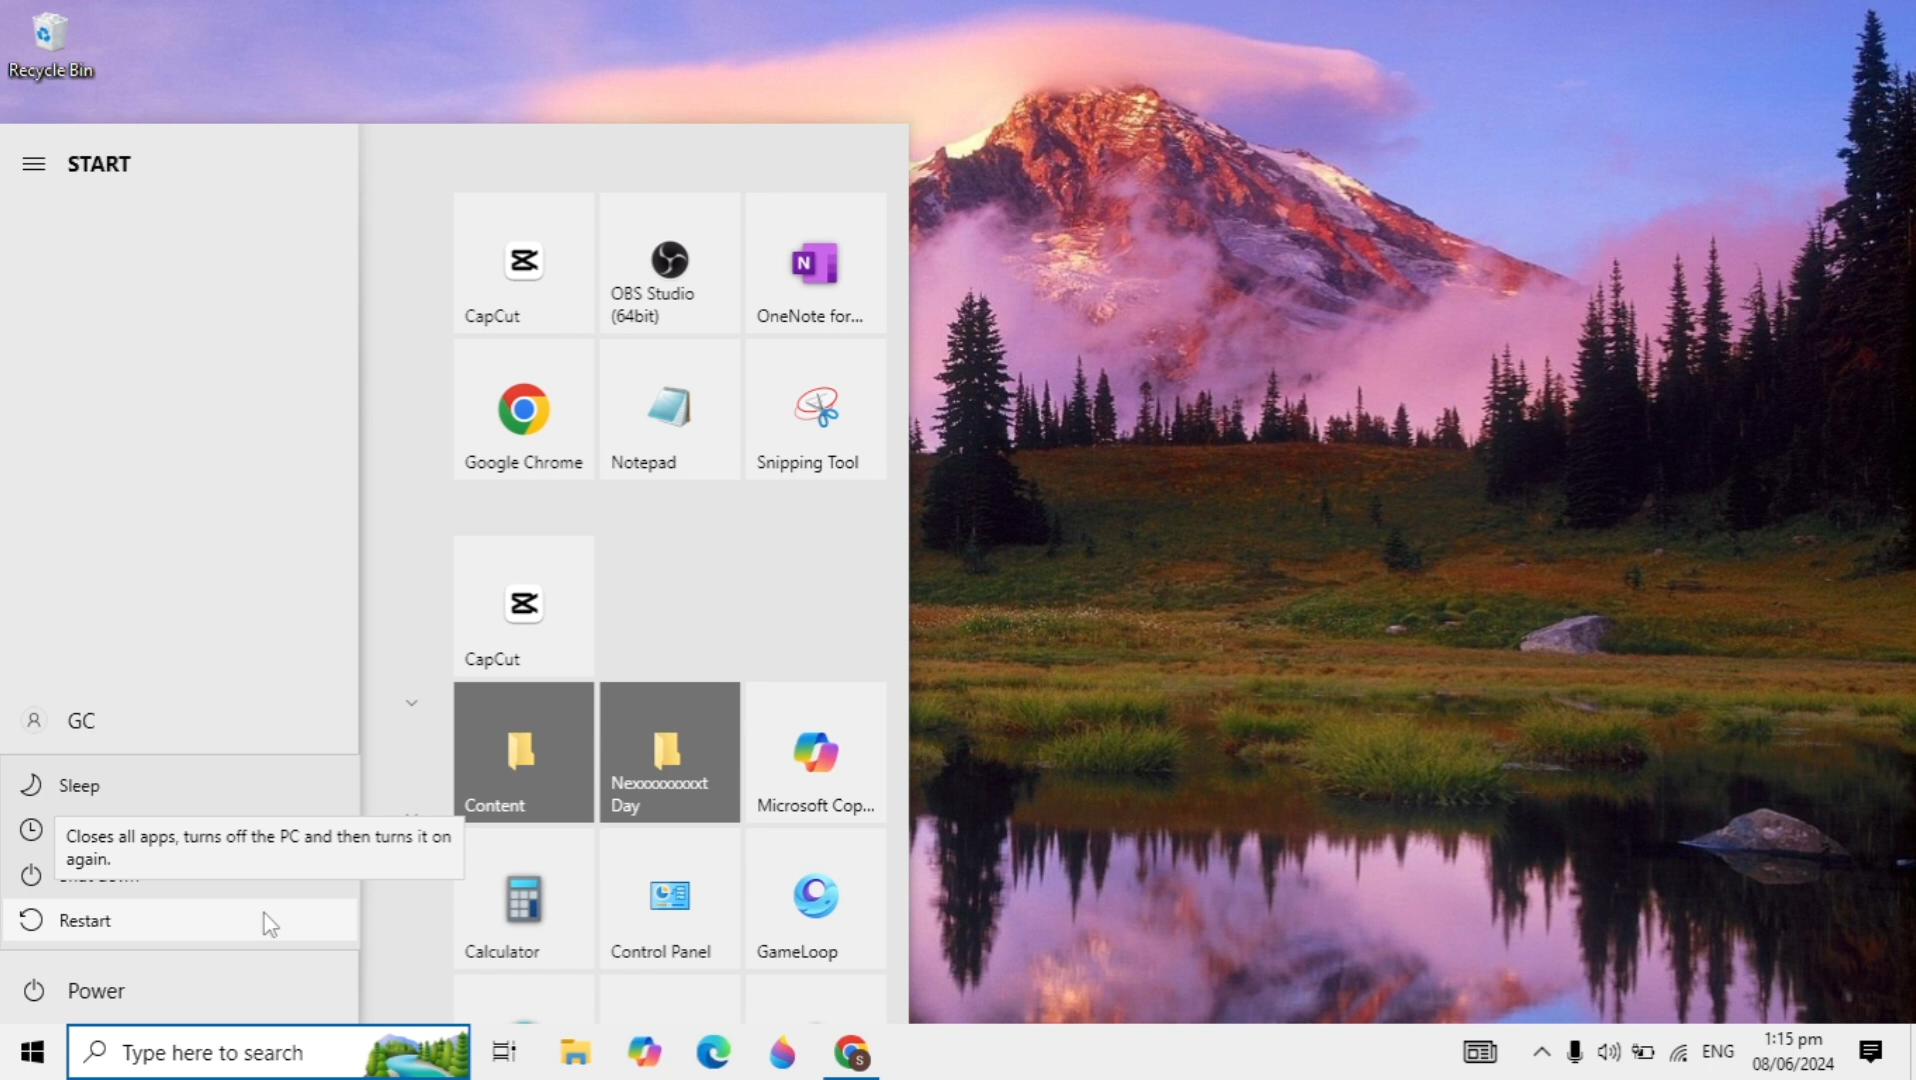 Recycle Bin
START
CapCut
OBS Studio
(64bit)
OneNote for...
Google Chrome
Notepad
Snipping Tool
CapCut
GC
Content
Nexxxxxxxxxt
Day
Microsoft Cop...
Sleep
Closes all apps, turns off the PC and then turns it on
again.
Restart
Calculator
Control Panel
GameLoop
Power
Type here to search
S
ENG
1:15 pm
08/06/2024